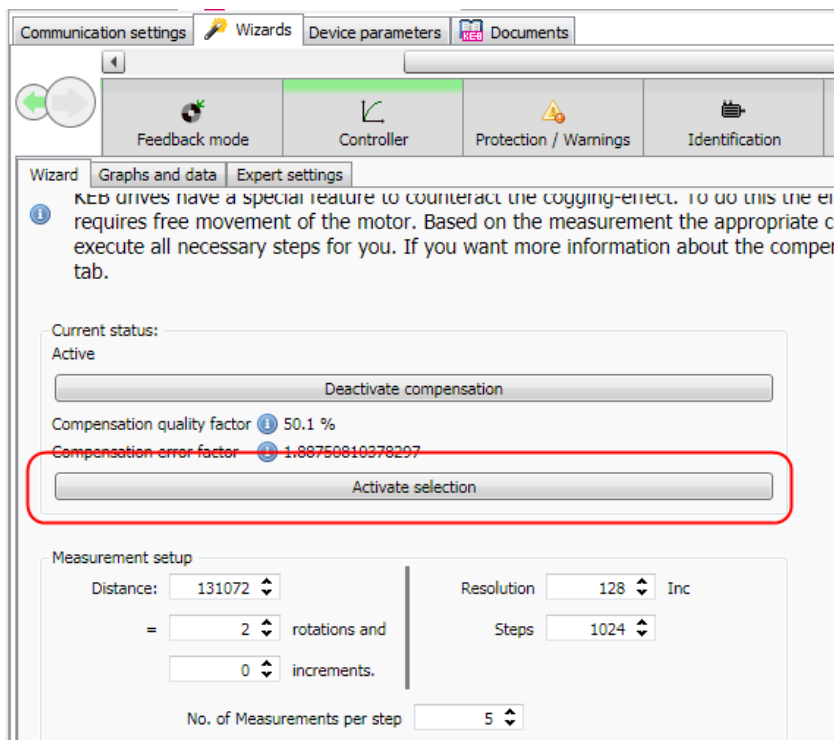 Communication settings Wizards Device parameters KEB Documents
Feedback mode Controller Protection / Warnings Identification
Wizard Graphs and data Expert settings
KEB drives have a special feature to counteract the cogging-effect. To do this the
requires free movement of the motor. Based on the measurement the appropriate
execute all necessary steps for you. If you want more information about the
tab.
Current status:
Active
Deactivate compensation
Compensation quality factor 50.1 %
Compensation error factor 1.88750810378297
Activate selection
Measurement setup
Distance: 131072 Resolution 128 Inc
= 2 rotations and Steps 1024
0 increments.
No. of Measurements per step 5